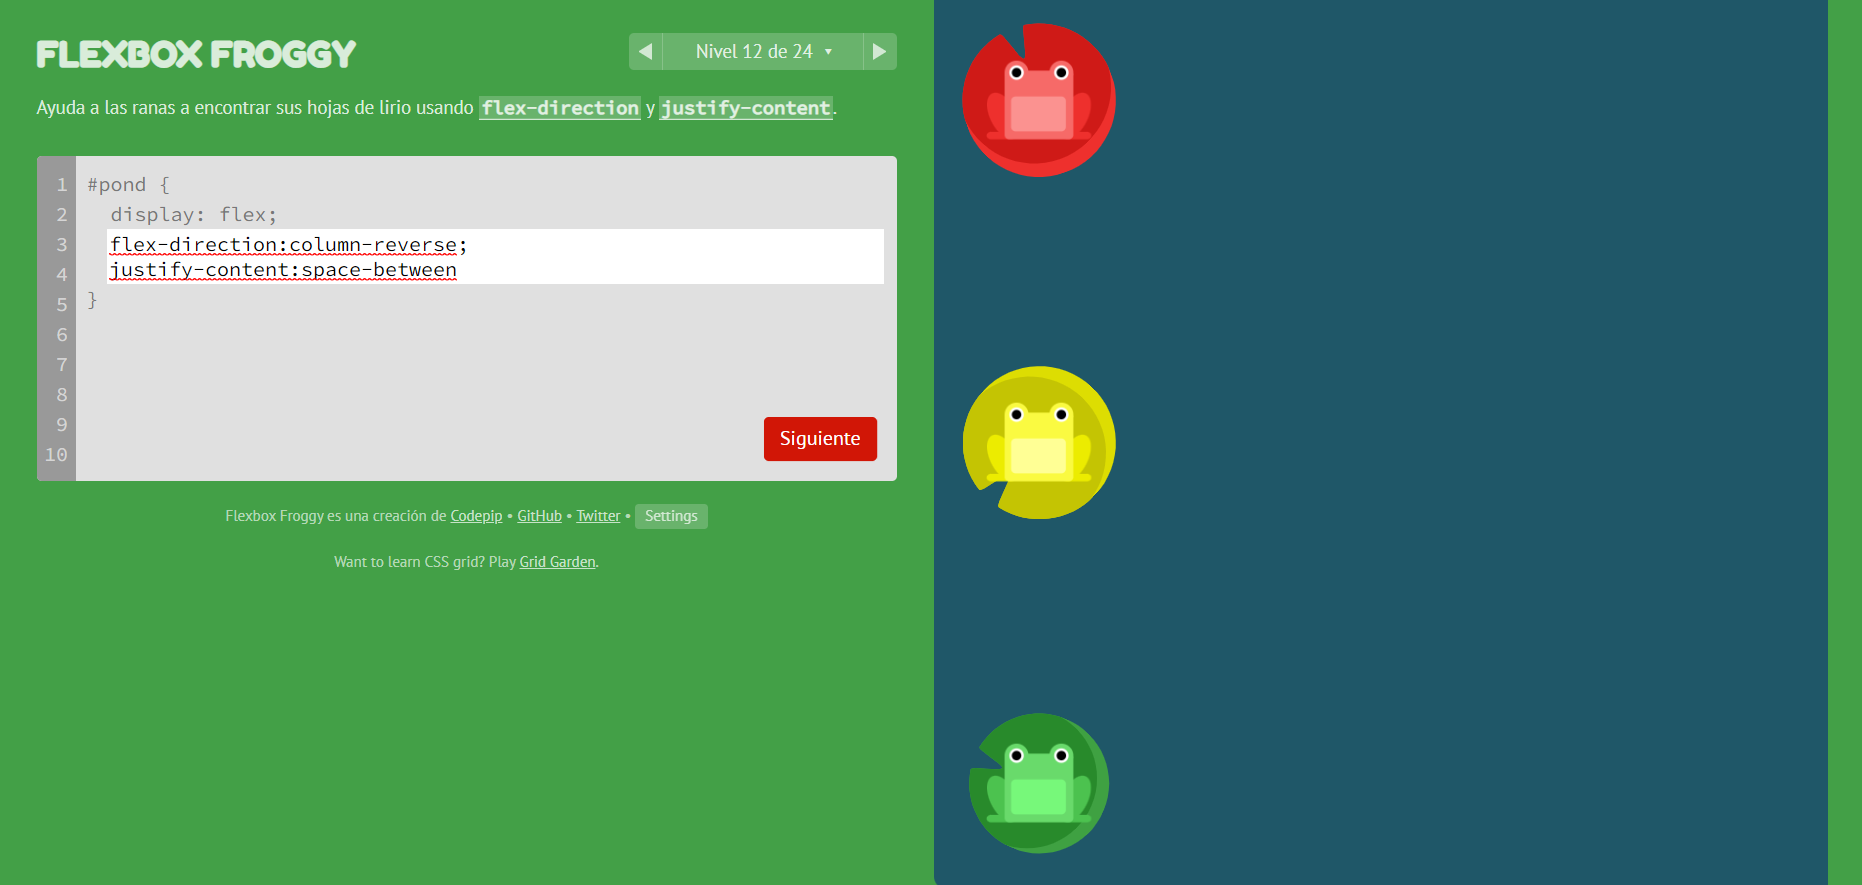 FLEXBOX FROGGY
◀ Nivel 12 de 24 ▼ ▶
Ayuda a las ranas a encontrar sus hojas de lirio usando flex-direction y justify-content.
1 #pond {
2 display: flex;
3 flex-direction:column-reverse;
4 justify-content:space-between
5 }
6
7
8
9
10
Siguiente
Flexbox Froggy es una creación de Codepip • GitHub • Twitter • Settings
Want to learn CSS grid? Play Grid Garden.